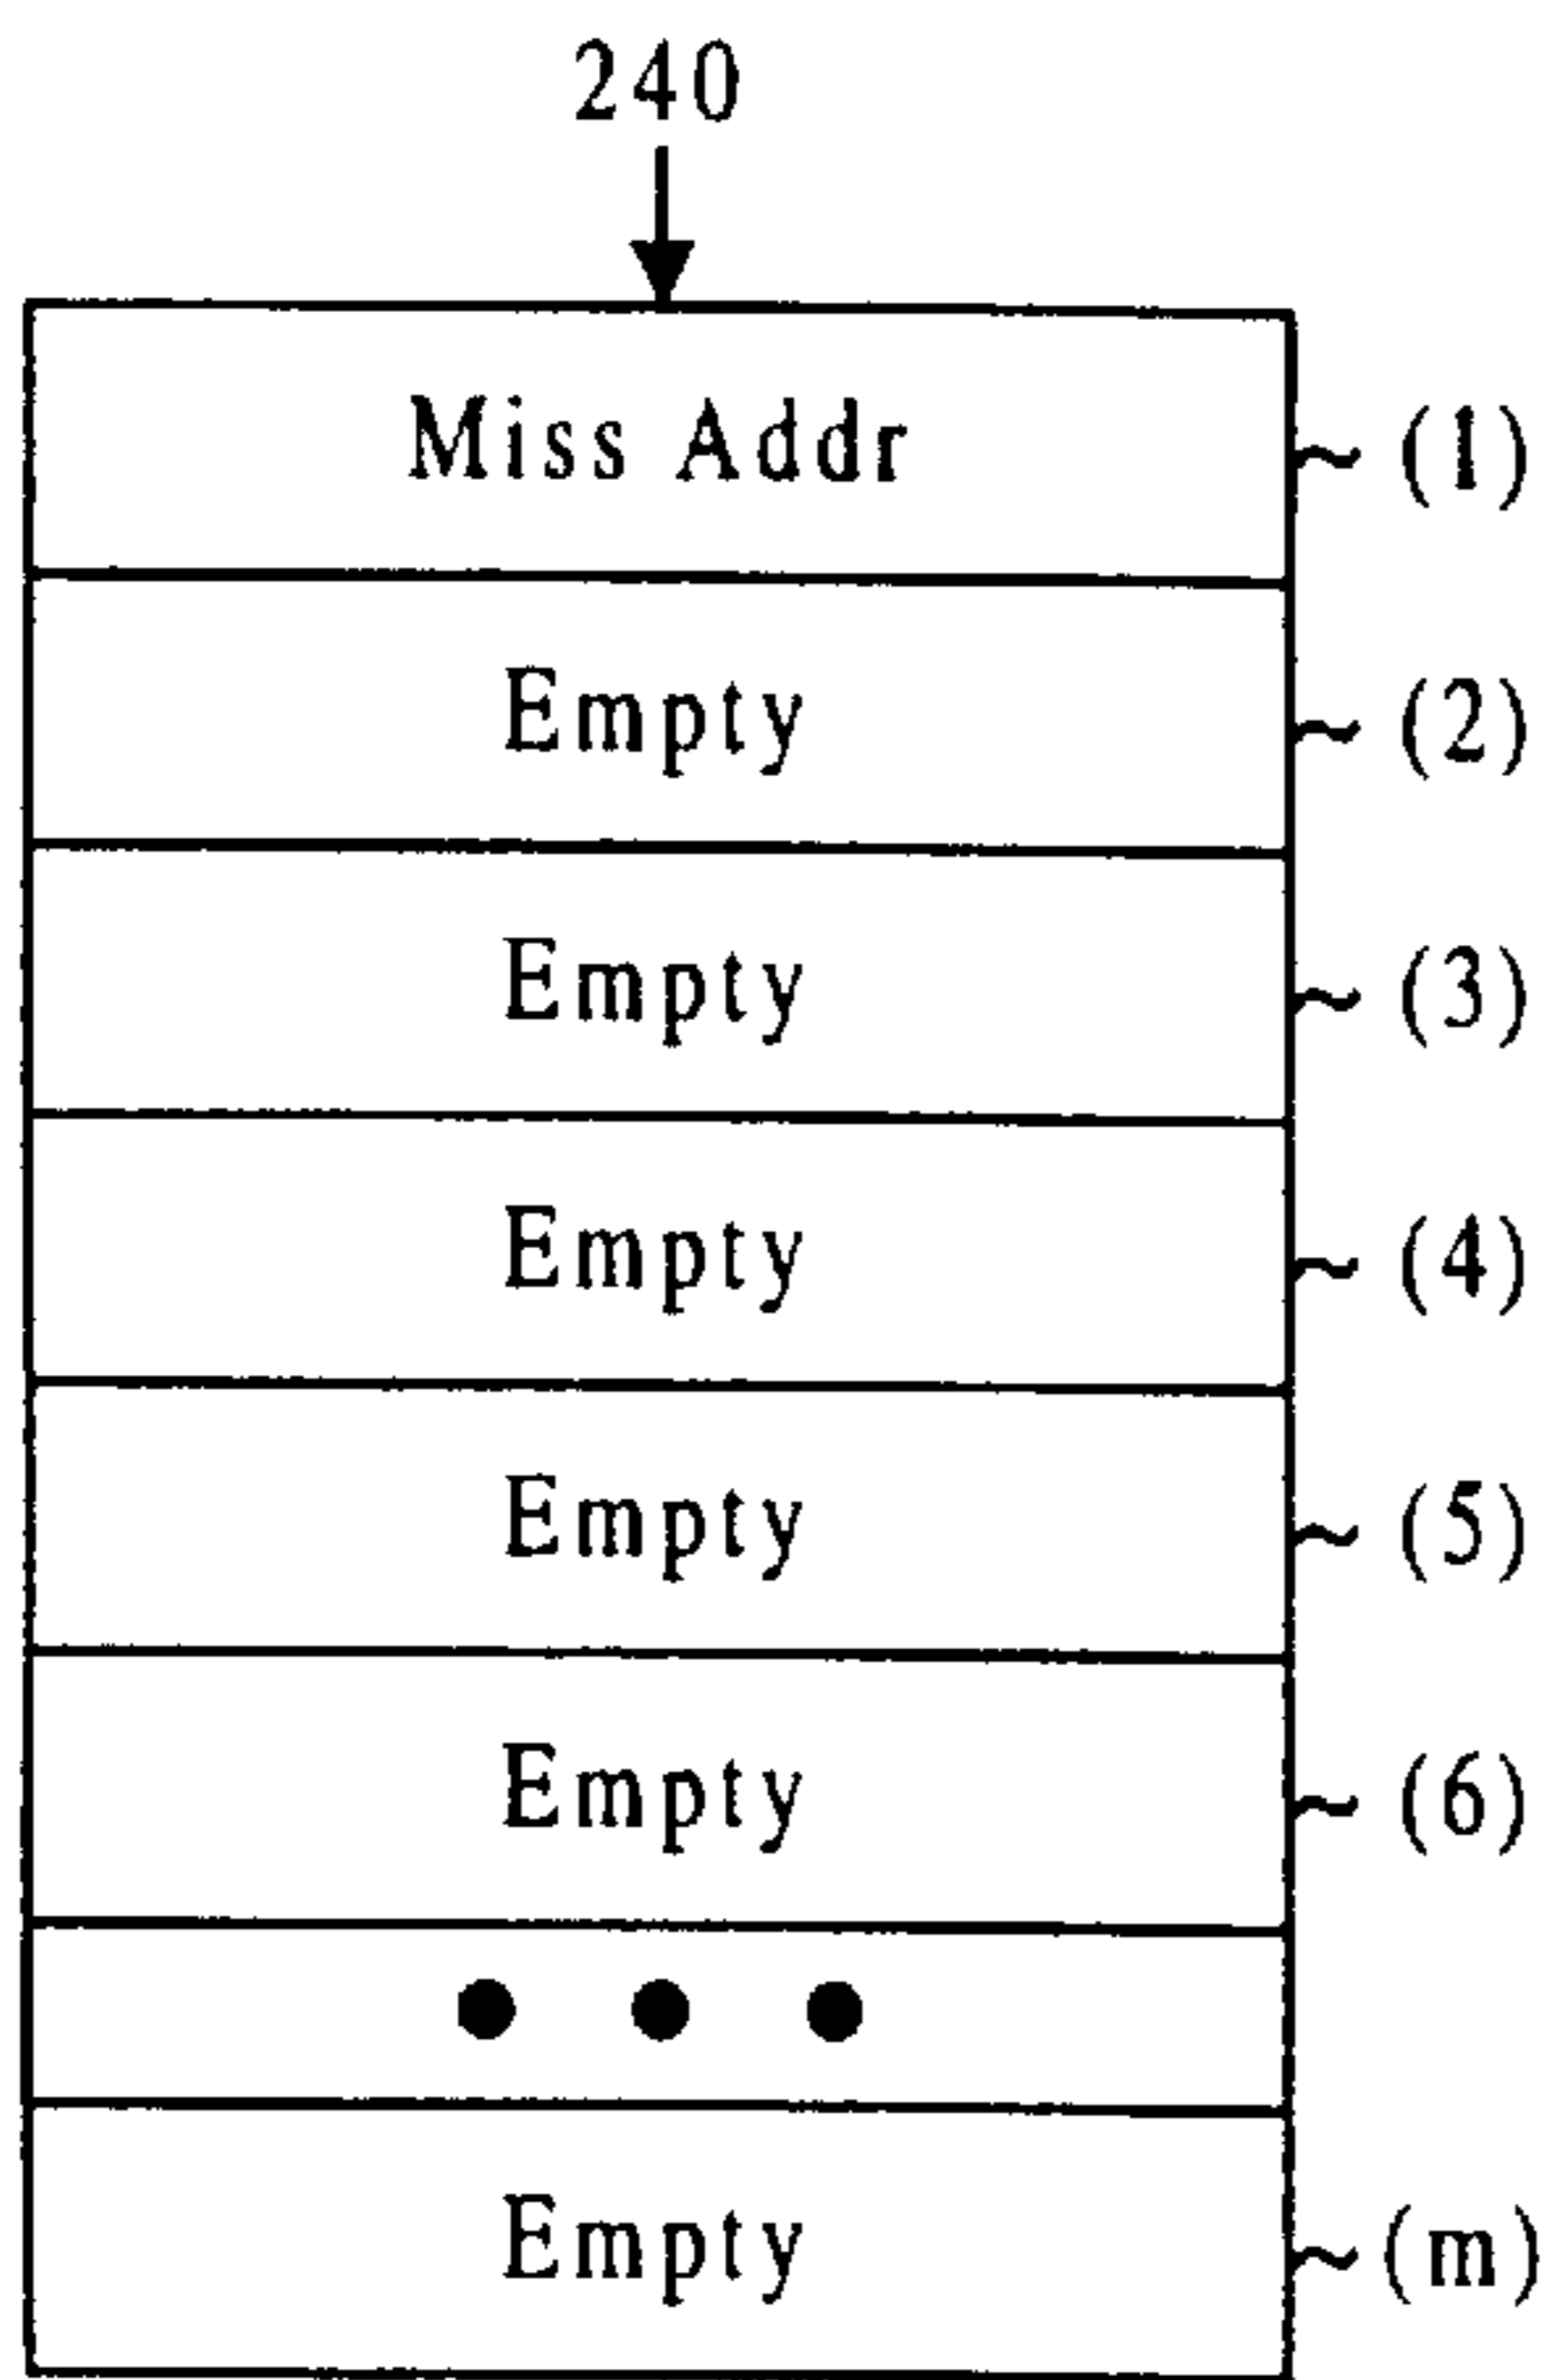 240
Miss Addr ~ (1)
Empty ~ (2)
Empty ~ (3)
Empty ~ (4)
Empty ~ (5)
Empty ~ (6)
• • •
Empty ~ (m)